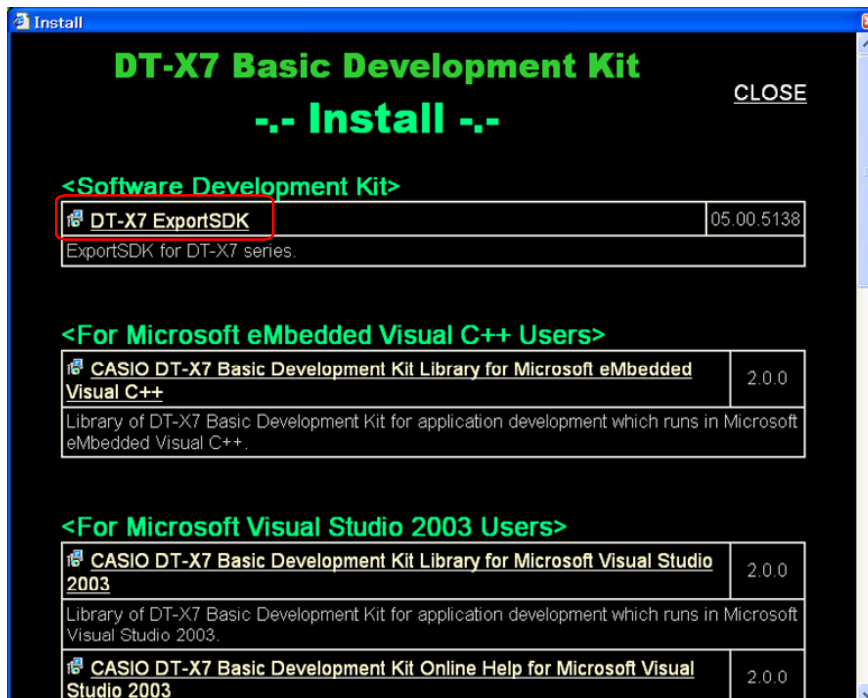 Install
DT-X7 Basic Development Kit
CLOSE
-.- Install -.-
<Software Development Kit>
DT-X7 ExportSDK
05.00.5138
ExportSDK for DT-X7 series.
<For Microsoft eMbedded Visual C++ Users>
CASIO DT-X7 Basic Development Kit Library for Microsoft eMbedded
Visual C++
2.0.0
Library of DT-X7 Basic Development Kit for application development which runs in Microsoft
eMbedded Visual C++.
<For Microsoft Visual Studio 2003 Users>
CASIO DT-X7 Basic Development Kit Library for Microsoft Visual Studio
2003
2.0.0
Library of DT-X7 Basic Development Kit for application development which runs in Microsoft
Visual Studio 2003.
CASIO DT-X7 Basic Development Kit Online Help for Microsoft Visual
Studio 2003
2.0.0